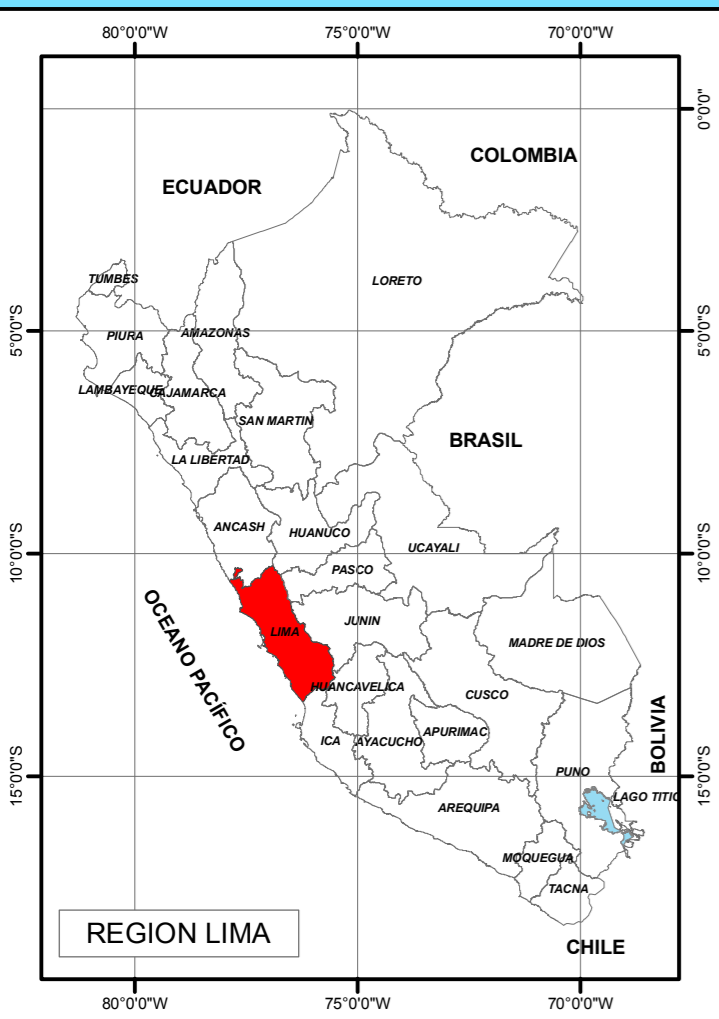 80°0'0"W 75°0'0"W 70°0'0"W
0°0'0"
COLOMBIA
ECUADOR
TUMBES
LORETO
5°0'0"S
PIURA
AMAZONAS
5°0'0"S
LAMBAYEQUE
CAJAMARCA
SAN MARTIN
BRASIL
LA LIBERTAD
ANCASH
HUANUCO
UCAYALI
10°0'0"S
PASCO
10°0'0"S
OCEANO PACÍFICO
LIMA
JUNIN
MADRE DE DIOS
HUANCAVELICA
CUSCO
BOLIVIA
ICA
AYACUCHO
APURIMAC
15°0'0"S
PUNO
15°0'0"S
LAGO TITIC
AREQUIPA
MOQUEGUA
TACNA
REGION LIMA
CHILE
80°0'0"W 75°0'0"W 70°0'0"W